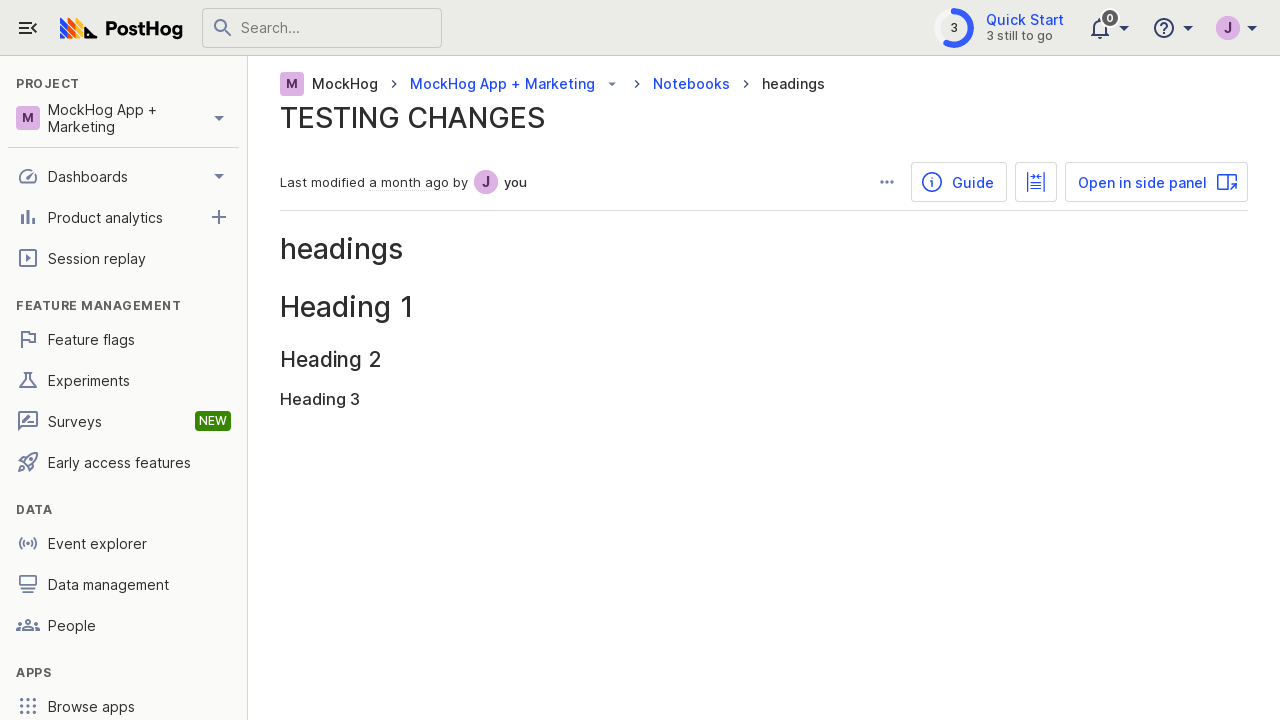 PostHog
Search...
3
Quick Start
3 still to go
0
J
PROJECT
M
MockHog App +
Marketing
Dashboards
Product analytics
Session replay
FEATURE MANAGEMENT
Feature flags
Experiments
Surveys
NEW
Early access features
DATA
Event explorer
Data management
People
APPS
Browse apps
M MockHog > MockHog App + Marketing > Notebooks > headings
TESTING CHANGES
Last modified a month ago by J you
Guide
Open in side panel
headings
Heading 1
Heading 2
Heading 3